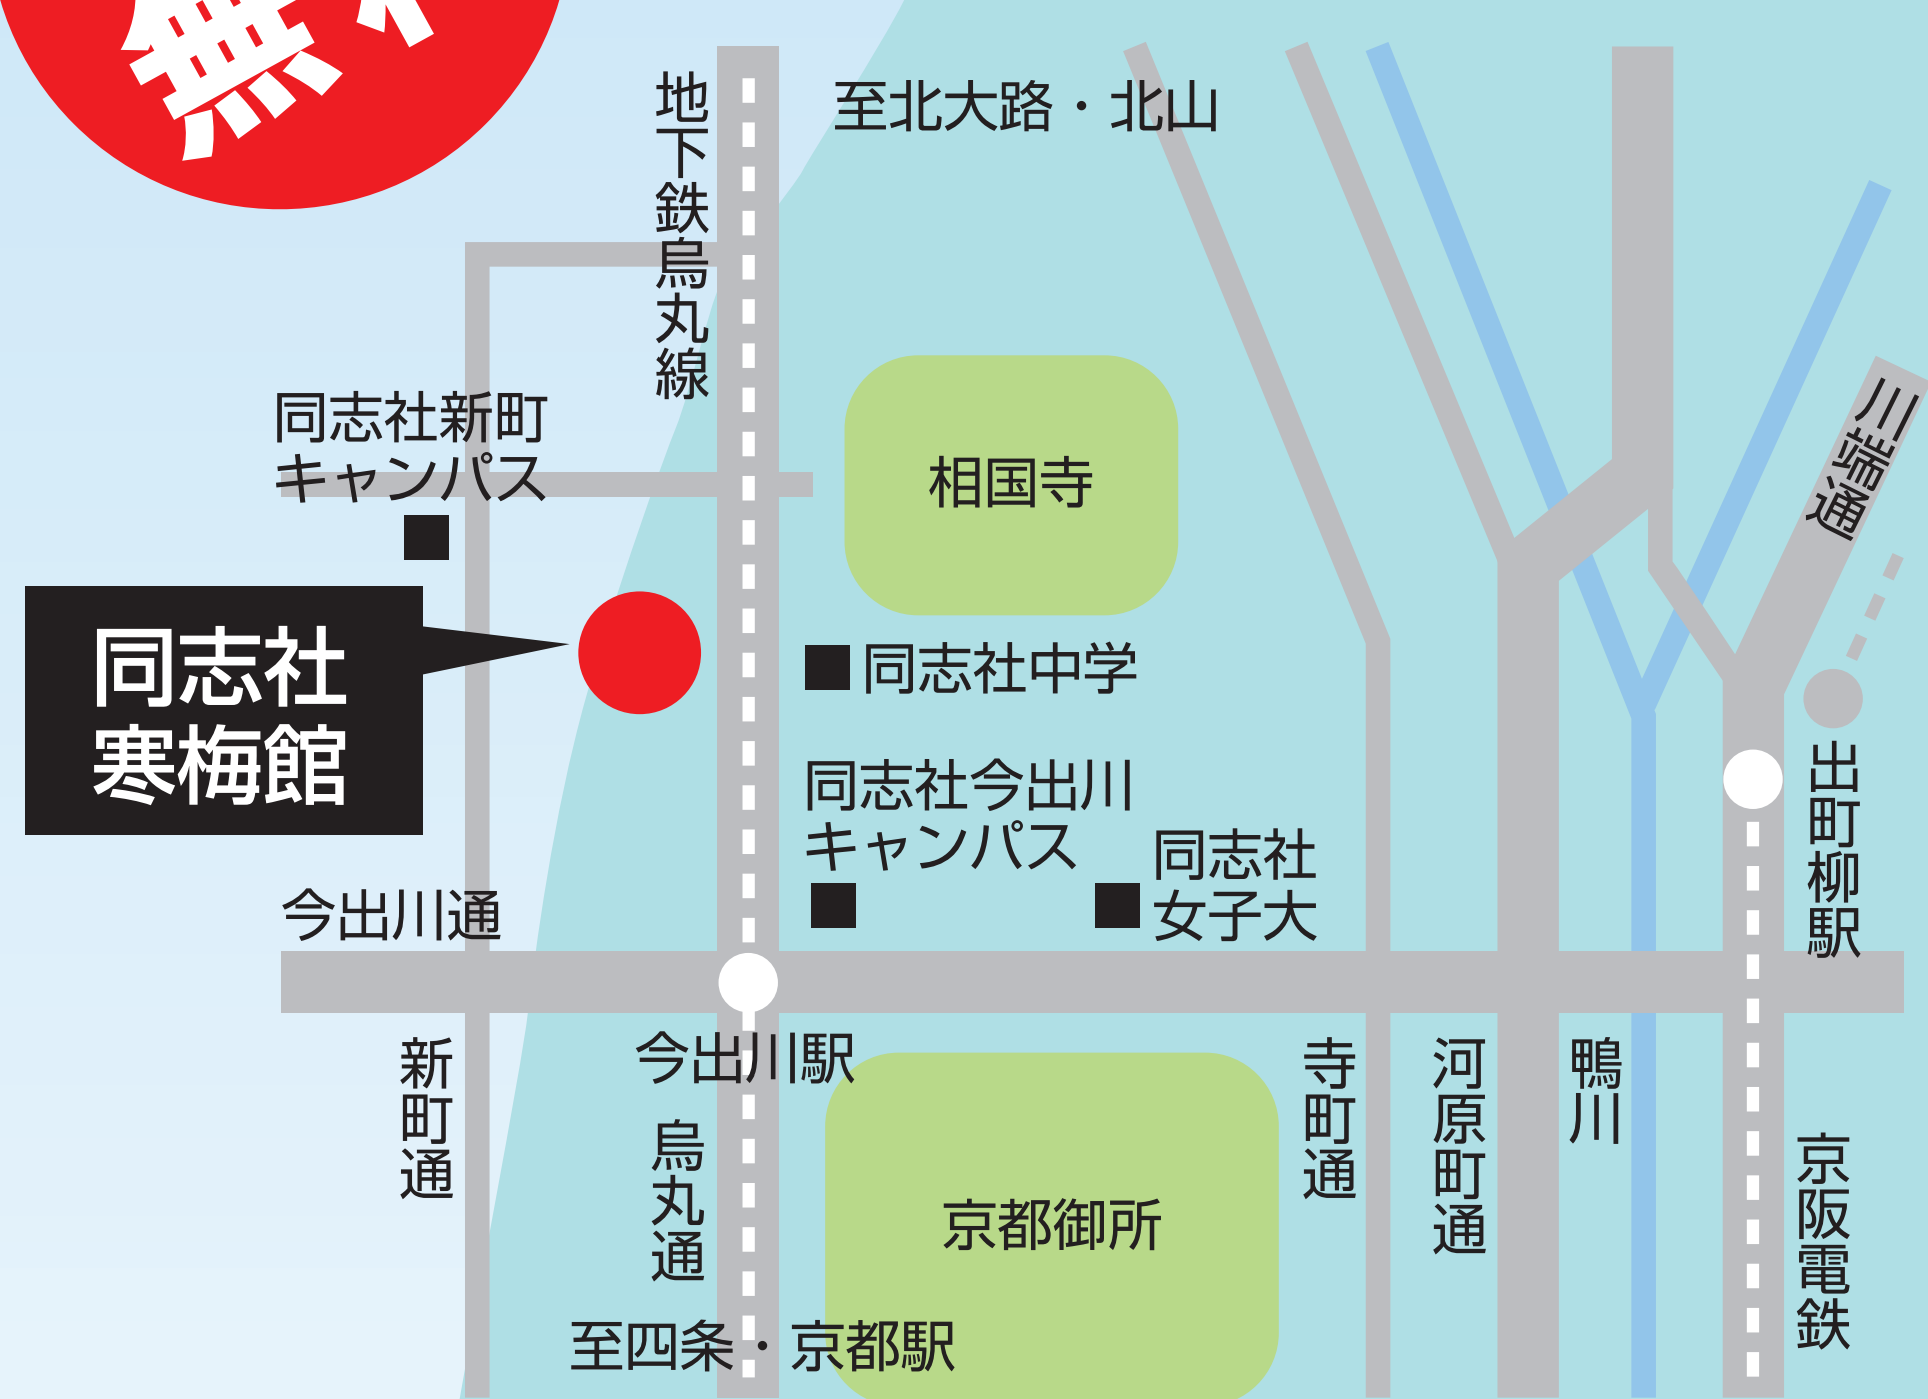 無料
地下鉄烏丸線
至北大路・北山
同志社新町
キャンパス
相国寺
川端通
同志社
寒梅館
同志社中学
同志社今出川
キャンパス
同志社
女子大
出町柳駅
今出川通
今出川駅
新町通
烏丸通
京都御所
寺町通
河原町通
鴨川
京阪電鉄
至四条・京都駅